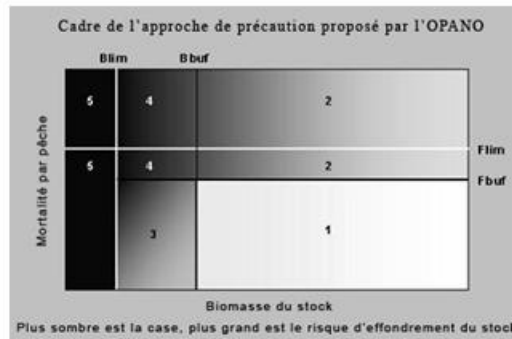 Cadre de l'approche de précaution proposé par l'OPANO
Blim Bbuf
5 4 2
Flim
5 4 2
Fbuf
3 1
Mortalité par pêche
Biomasse du stock
Plus sombre est la case, plus grand est le risque d'effondrement du stock